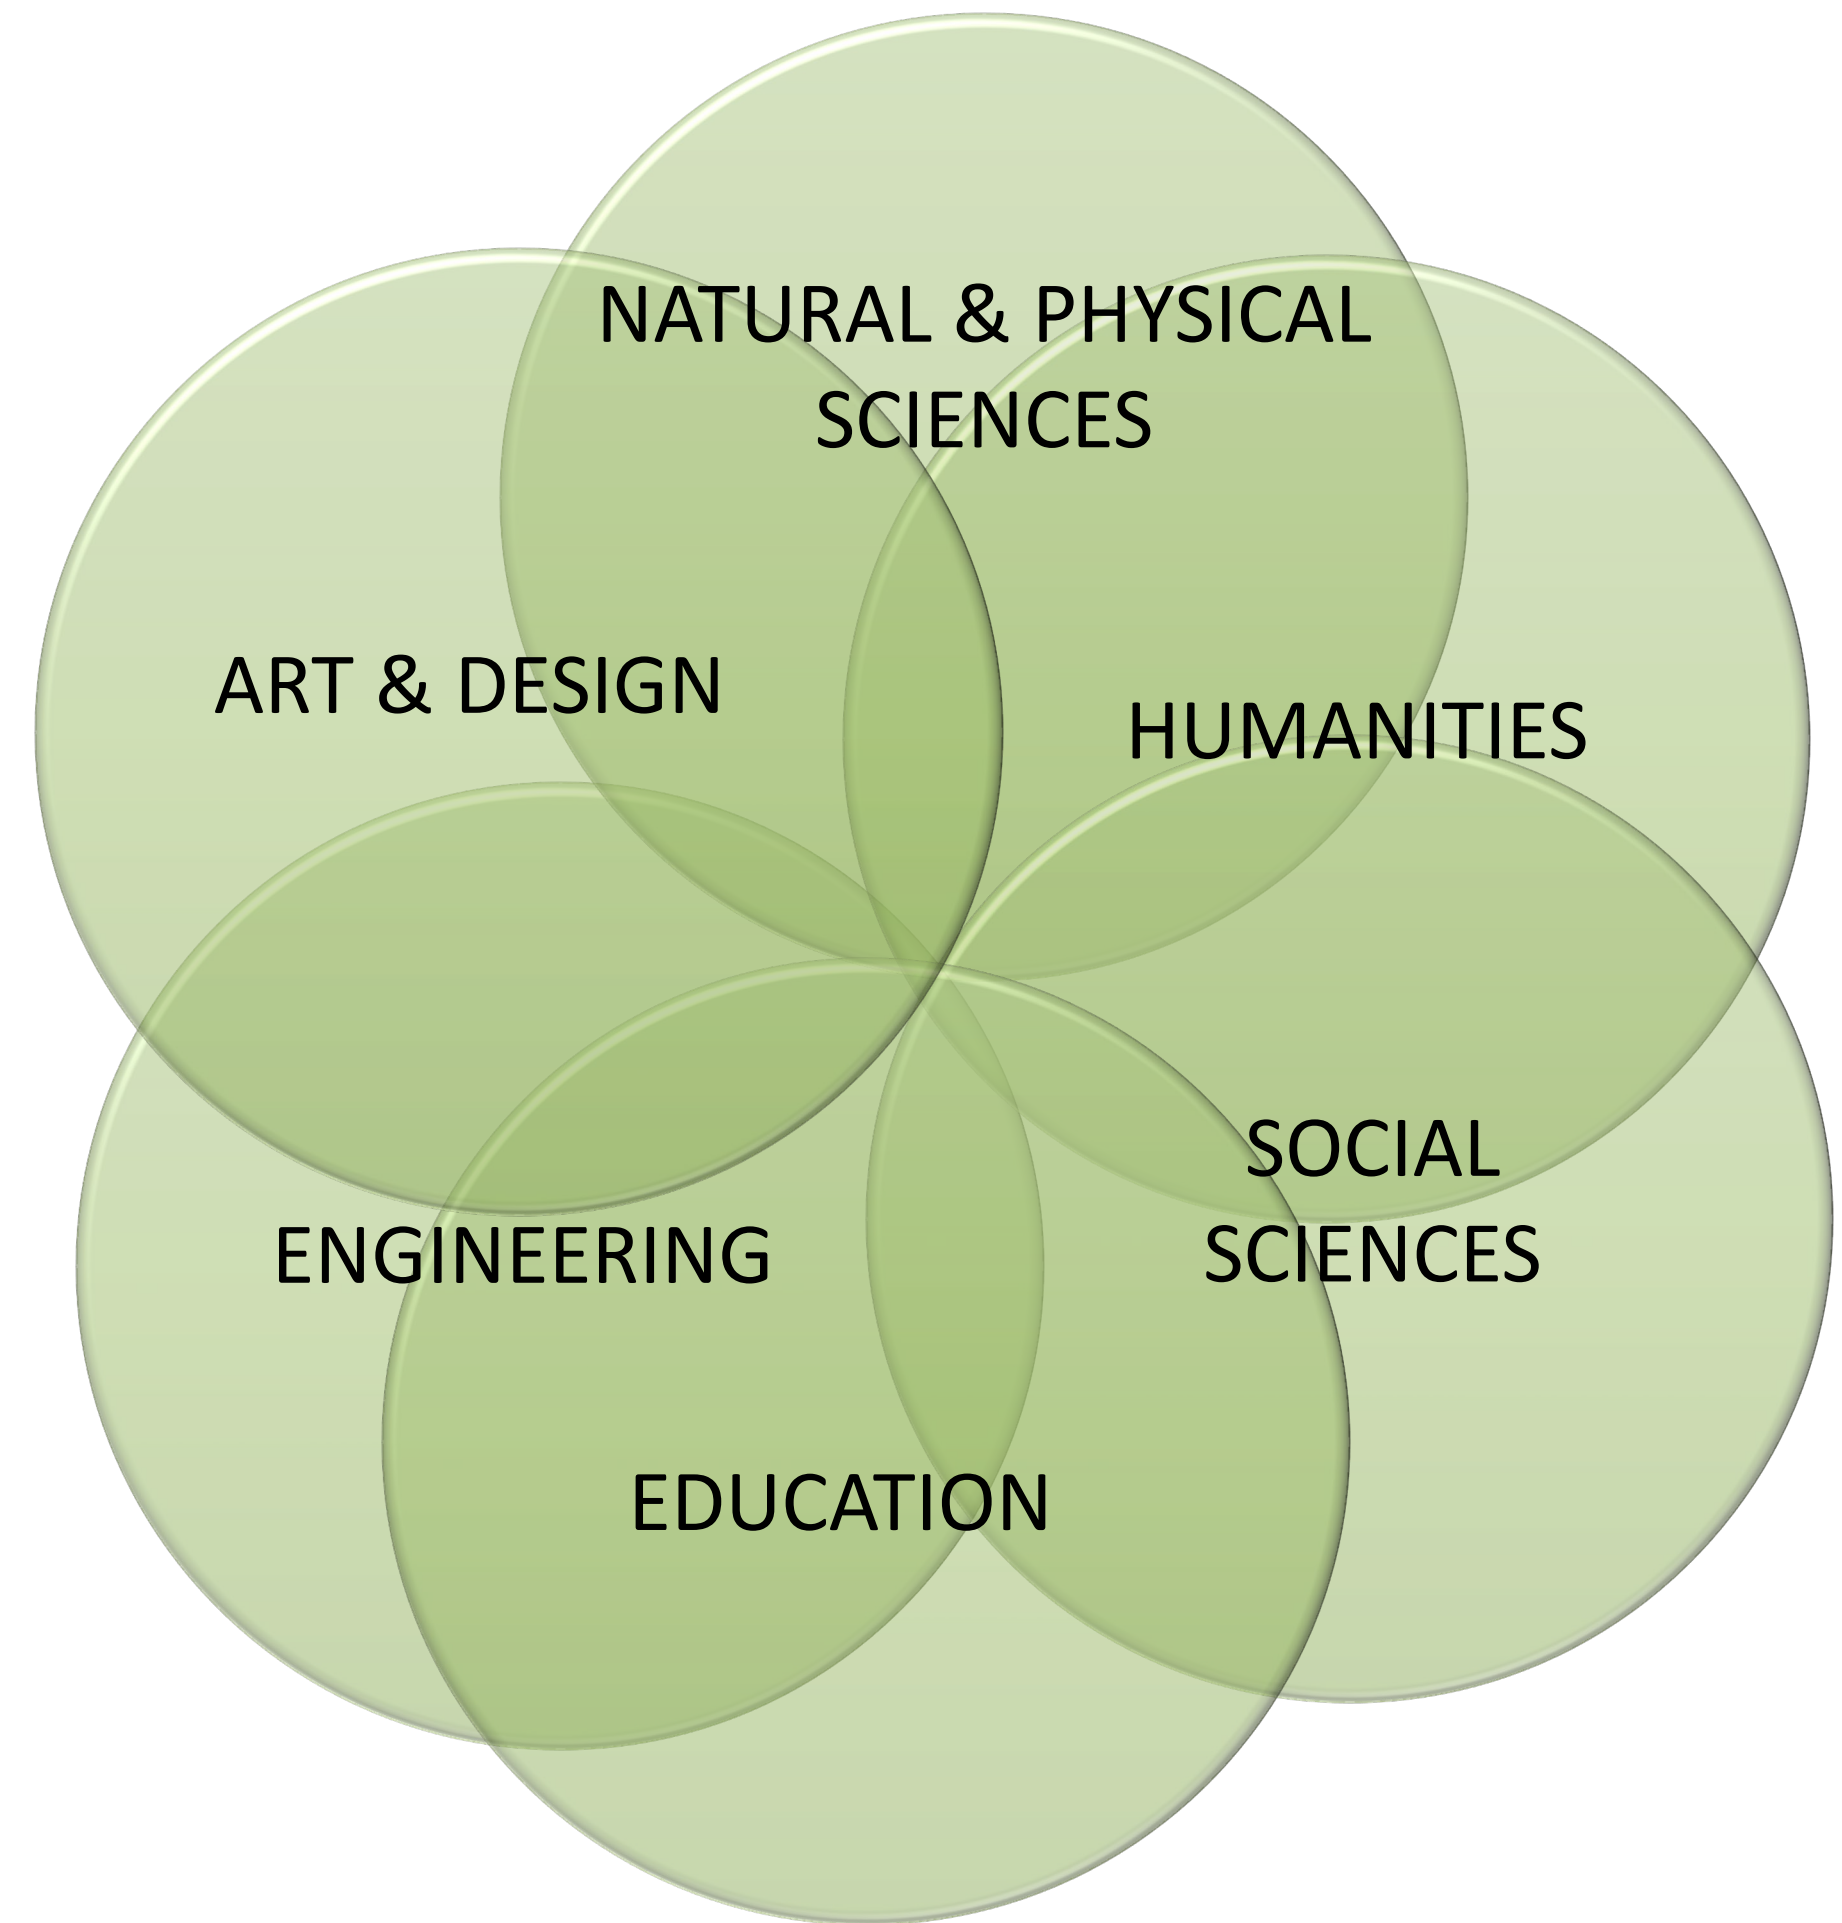 NATURAL & PHYSICAL
SCIENCES
ART & DESIGN
HUMANITIES
SOCIAL
SCIENCES
ENGINEERING
EDUCATION